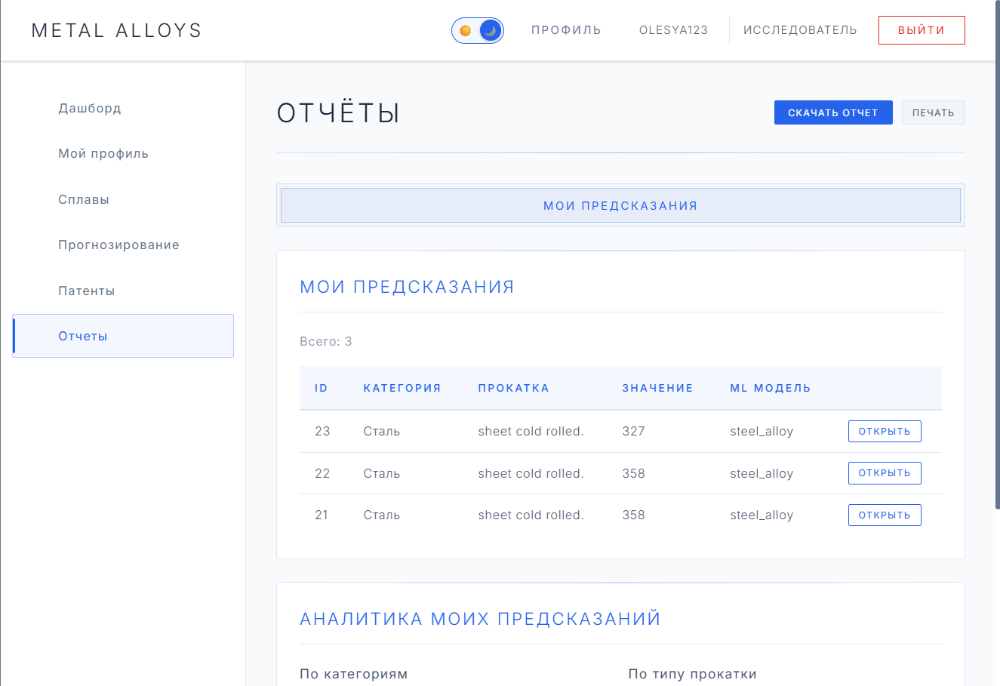 METAL ALLOYS
ПРОФИЛЬ
OLESYA123
ИССЛЕДОВАТЕЛЬ
ВЫЙТИ
Дашборд
Мой профиль
Сплавы
Прогнозирование
Патенты
Отчеты
ОТЧЁТЫ
СКАЧАТЬ ОТЧЕТ
ПЕЧАТЬ
МОИ ПРЕДСКАЗАНИЯ
МОИ ПРЕДСКАЗАНИЯ
Всего: 3
ID КАТЕГОРИЯ ПРОКАТКА ЗНАЧЕНИЕ ML МОДЕЛЬ
23 Сталь sheet cold rolled. 327 steel_alloy ОТКРЫТЬ
22 Сталь sheet cold rolled. 358 steel_alloy ОТКРЫТЬ
21 Сталь sheet cold rolled. 358 steel_alloy ОТКРЫТЬ
АНАЛИТИКА МОИХ ПРЕДСКАЗАНИЙ
По категориям
По типу прокатки